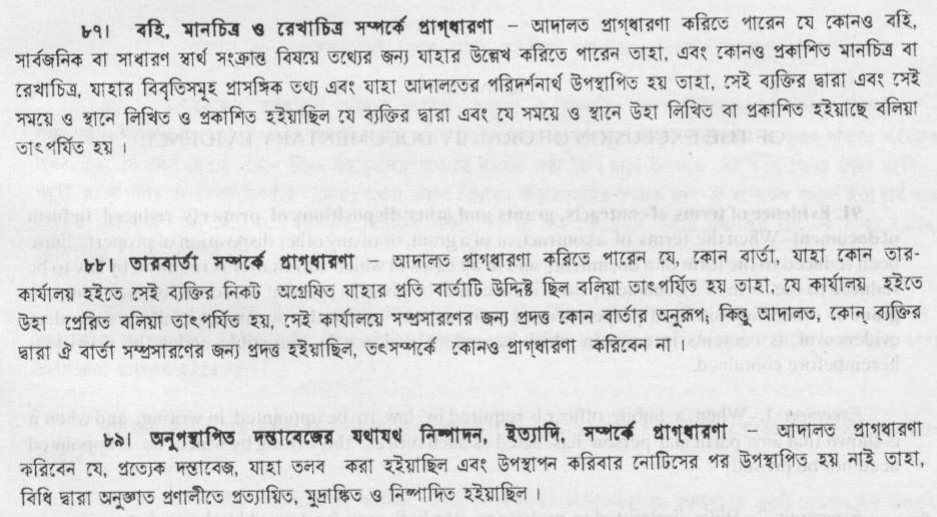 ৮৭। বহি, মানচিত্র ও রেখাচিত্র সম্পর্কে প্রাগ্‌ধারণা – আদালত প্রাগ্‌ধারণা করিতে পারেন যে কোনও বহি,
সার্বজনিক বা সাধারণ স্বার্থ সংক্রান্ত বিষয়ে তথ্যের জন্য যাহার উল্লেখ করিতে পারেন তাহা, এবং কোনও প্রকাশিত মানচিত্র বা
রেখাচিত্র, যাহার বিবৃতিসমূহ প্রাসঙ্গিক তথ্য এবং যাহা আদালতের পরিদর্শনার্থ উপস্থাপিত হয় তাহা, সেই ব্যক্তির দ্বারা এবং সেই
সময়ে ও স্থানে লিখিত ও প্রকাশিত হইয়াছিল যে ব্যক্তির দ্বারা এবং যে সময়ে ও স্থানে উহা লিখিত বা প্রকাশিত হইয়াছে বলিয়া
তাৎপর্যিত হয়।
৮৮। তারবার্তা সম্পর্কে প্রাগ্‌ধারণা – আদালত প্রাগ্‌ধারণা করিতে পারেন যে, কোন বার্তা, যাহা কোন তার-
কার্যালয় হইতে সেই ব্যক্তির নিকট অগ্রেষিত যাহার প্রতি বার্তাটি উদ্দিষ্ট ছিল বলিয়া তাৎপর্যিত হয় তাহা, যে কার্যালয় হইতে
উহা প্রেরিত বলিয়া তাৎপর্যিত হয়, সেই কার্যালয়ে সম্প্রসারণের জন্য প্রদত্ত কোন বার্তার অনুরূপ; কিন্তু আদালত, কোন্ ব্যক্তির
দ্বারা ঐ বার্তা সম্প্রসারণের জন্য প্রদত্ত হইয়াছিল, তৎসম্পর্কে কোনও প্রাগ্‌ধারণা করিবেন না।
৮৯। অনুপস্থাপিত দস্তাবেজের যথাযথ নিষ্পাদন, ইত্যাদি সম্পর্কে প্রাগ্‌ধারণা – আদালত প্রাগ্‌ধারণা
করিবেন যে, প্রত্যেক দস্তাবেজ, যাহা তলব করা হইয়াছিল এবং উপস্থাপন করিবার নোটিসের পর উপস্থাপিত হয় নাই তাহা,
বিধি দ্বারা অনুজ্ঞাত প্রণালীতে প্রত্যায়িত, মুদ্রাঙ্কিত ও নিষ্পাদিত হইয়াছিল।